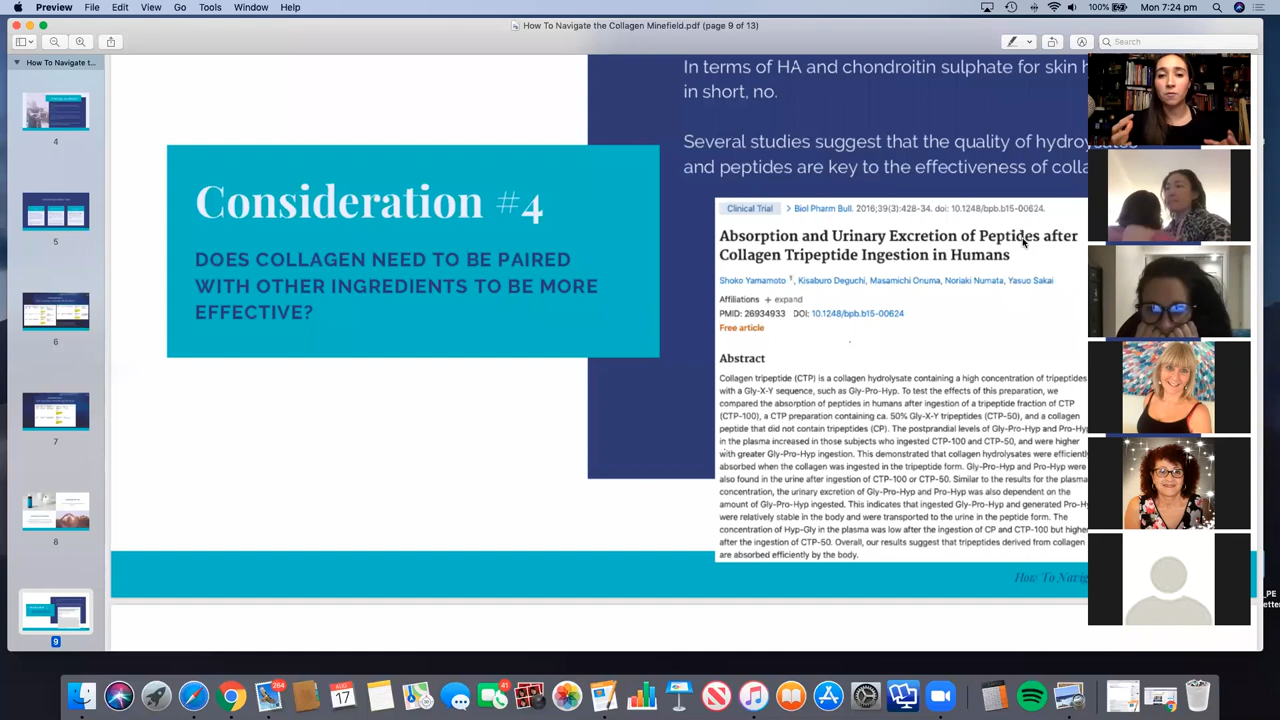 Preview File Edit View Go Tools Window Help
100% Mon 7:24 pm
How To Navigate the Collagen Minefield.pdf (page 9 of 13)
Search
How To Navigate t...
4
5
6
7
8
9
In terms of HA and chondroitin sulphate for skin
in short, no.
Several studies suggest that the quality of
and peptides are key to the effectiveness of
Consideration #4
DOES COLLAGEN NEED TO BE PAIRED
WITH OTHER INGREDIENTS TO BE MORE
EFFECTIVE?
Clinical Trial > Biol Pharm Bull. 2016;39(3):428-34. doi: 10.1248/bpb.b15-00624.
Absorption and Urinary Excretion of Peptides after
Collagen Tripeptide Ingestion in Humans
Shoko Yamamoto 1, Kisaburo Deguchi, Masamichi Onuma, Noriaki Numata, Yasuo Sakai
Affiliations + expand
PMID: 26934933 DOI: 10.1248/bpb.b15-00624
Free article
Abstract
Collagen tripeptide (CTP) is a collagen hydrolysate containing a high concentration of tripeptides
with a Gly-X-Y sequence, such as Gly-Pro-Hyp. To test the effects of this preparation, we
compared the absorption of peptides in humans after ingestion of a tripeptide fraction of CTP
(CTP-100), a CTP preparation containing ca. 50% Gly-X-Y tripeptides (CTP-50), and a collagen
peptide that did not contain tripeptides (CP). The postprandial levels of Gly-Pro-Hyp and Pro-Hyp
in the plasma increased in those subjects who ingested CTP-100 and CTP-50, and were higher
with greater Gly-Pro-Hyp ingestion. This demonstrated that collagen hydrolysates were
absorbed when the collagen was ingested in the tripeptide form. Gly-Pro-Hyp and Pro-Hyp were
also found in the urine after ingestion of CTP-100 or CTP-50. Similar to the results for the plasma
concentration, the urinary excretion of Gly-Pro-Hyp and Pro-Hyp was also dependent on the
amount of Gly-Pro-Hyp ingested. This indicates that ingested Gly-Pro-Hyp and generated
were relatively stable in the body and were transported to the urine in the peptide form. The
concentration of Hyp-Gly in the plasma was low after the ingestion of CP and CTP-100 but higher
after the ingestion of CTP-50. Overall, our results suggest that tripeptides derived from collagen
are absorbed efficiently by the body.
How To
_PE
264
AUG
17
41